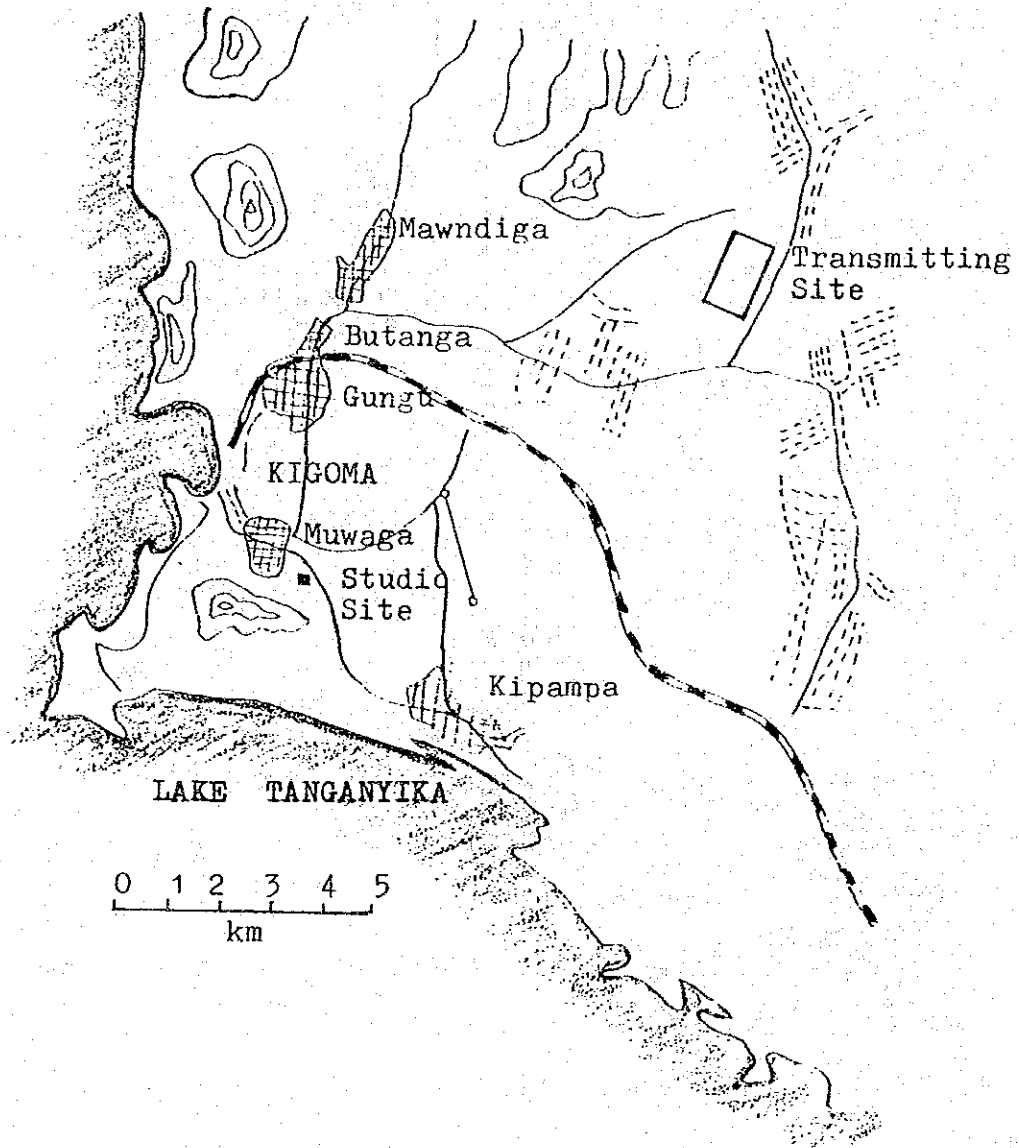 Mawndiga
Transmitting
Site
Butanga
Gungu
KIGOMA
Muwaga
Studio
Site
Kipampa
LAKE TANGANYIKA
0 1 2 3 4 5
km